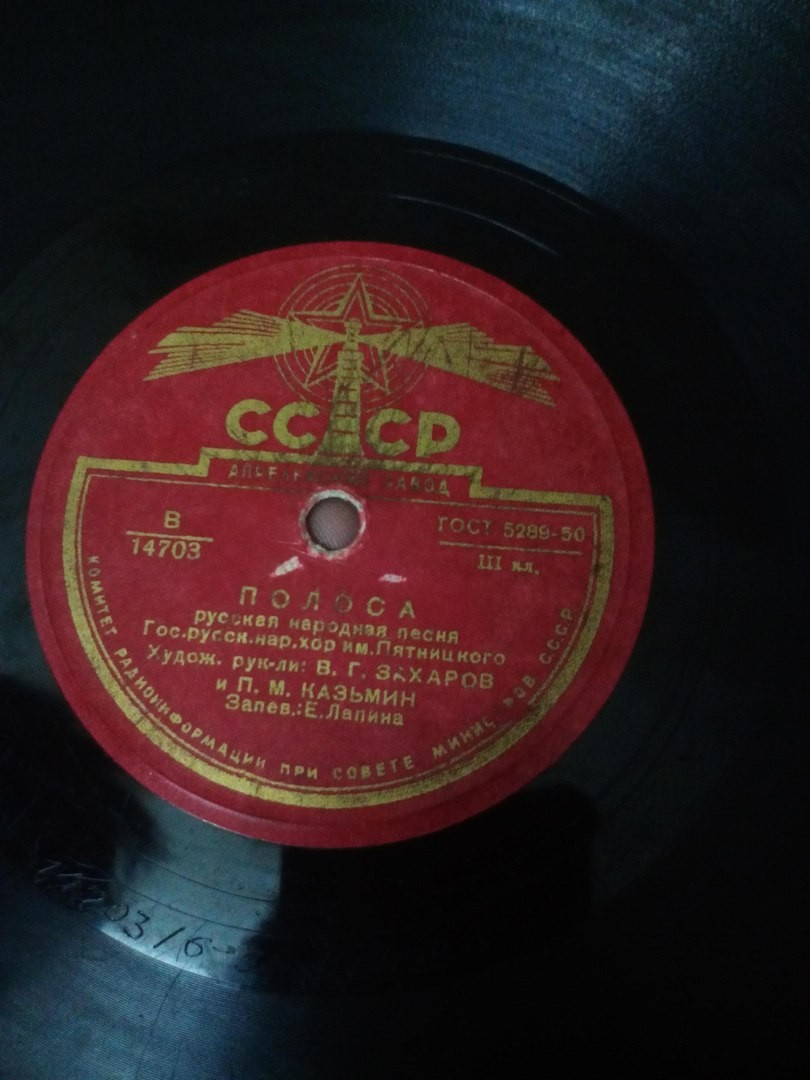 СССР
АПРЕЛЕВСКИЙ ЗАВОД
В
14703
ГОСТ 5289-50
III кл.
ПОЛОСА
русская народная песня
Гос.русск.нар.хор им.Пятницкого
Худож. рук-ли: В. Г. ЗАХАРОВ
и П. М. КАЗЬМИН
Запев.:Е.Лапина
КОМИТЕТ РАДИОИНФОРМАЦИИ ПРИ СОВЕТЕ МИНИСТРОВ СССР